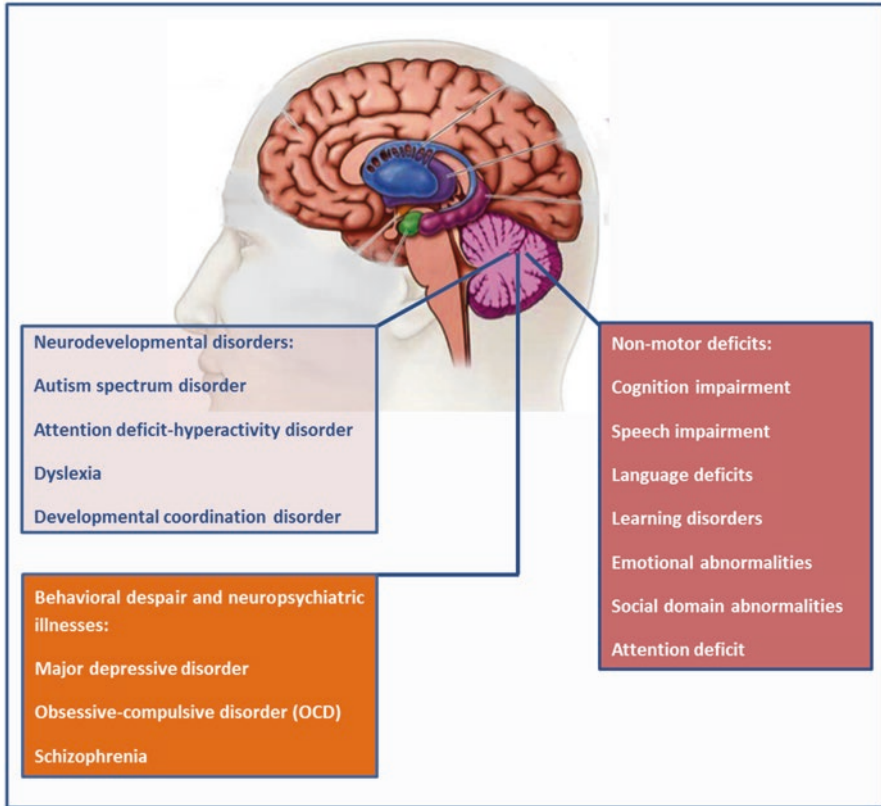 Neurodevelopmental disorders:
Autism spectrum disorder
Attention deficit-hyperactivity disorder
Dyslexia
Developmental coordination disorder
Behavioral despair and neuropsychiatric
illnesses:
Major depressive disorder
Obsessive-compulsive disorder (OCD)
Schizophrenia
Non-motor deficits:
Cognition impairment
Speech impairment
Language deficits
Learning disorders
Emotional abnormalities
Social domain abnormalities
Attention deficit